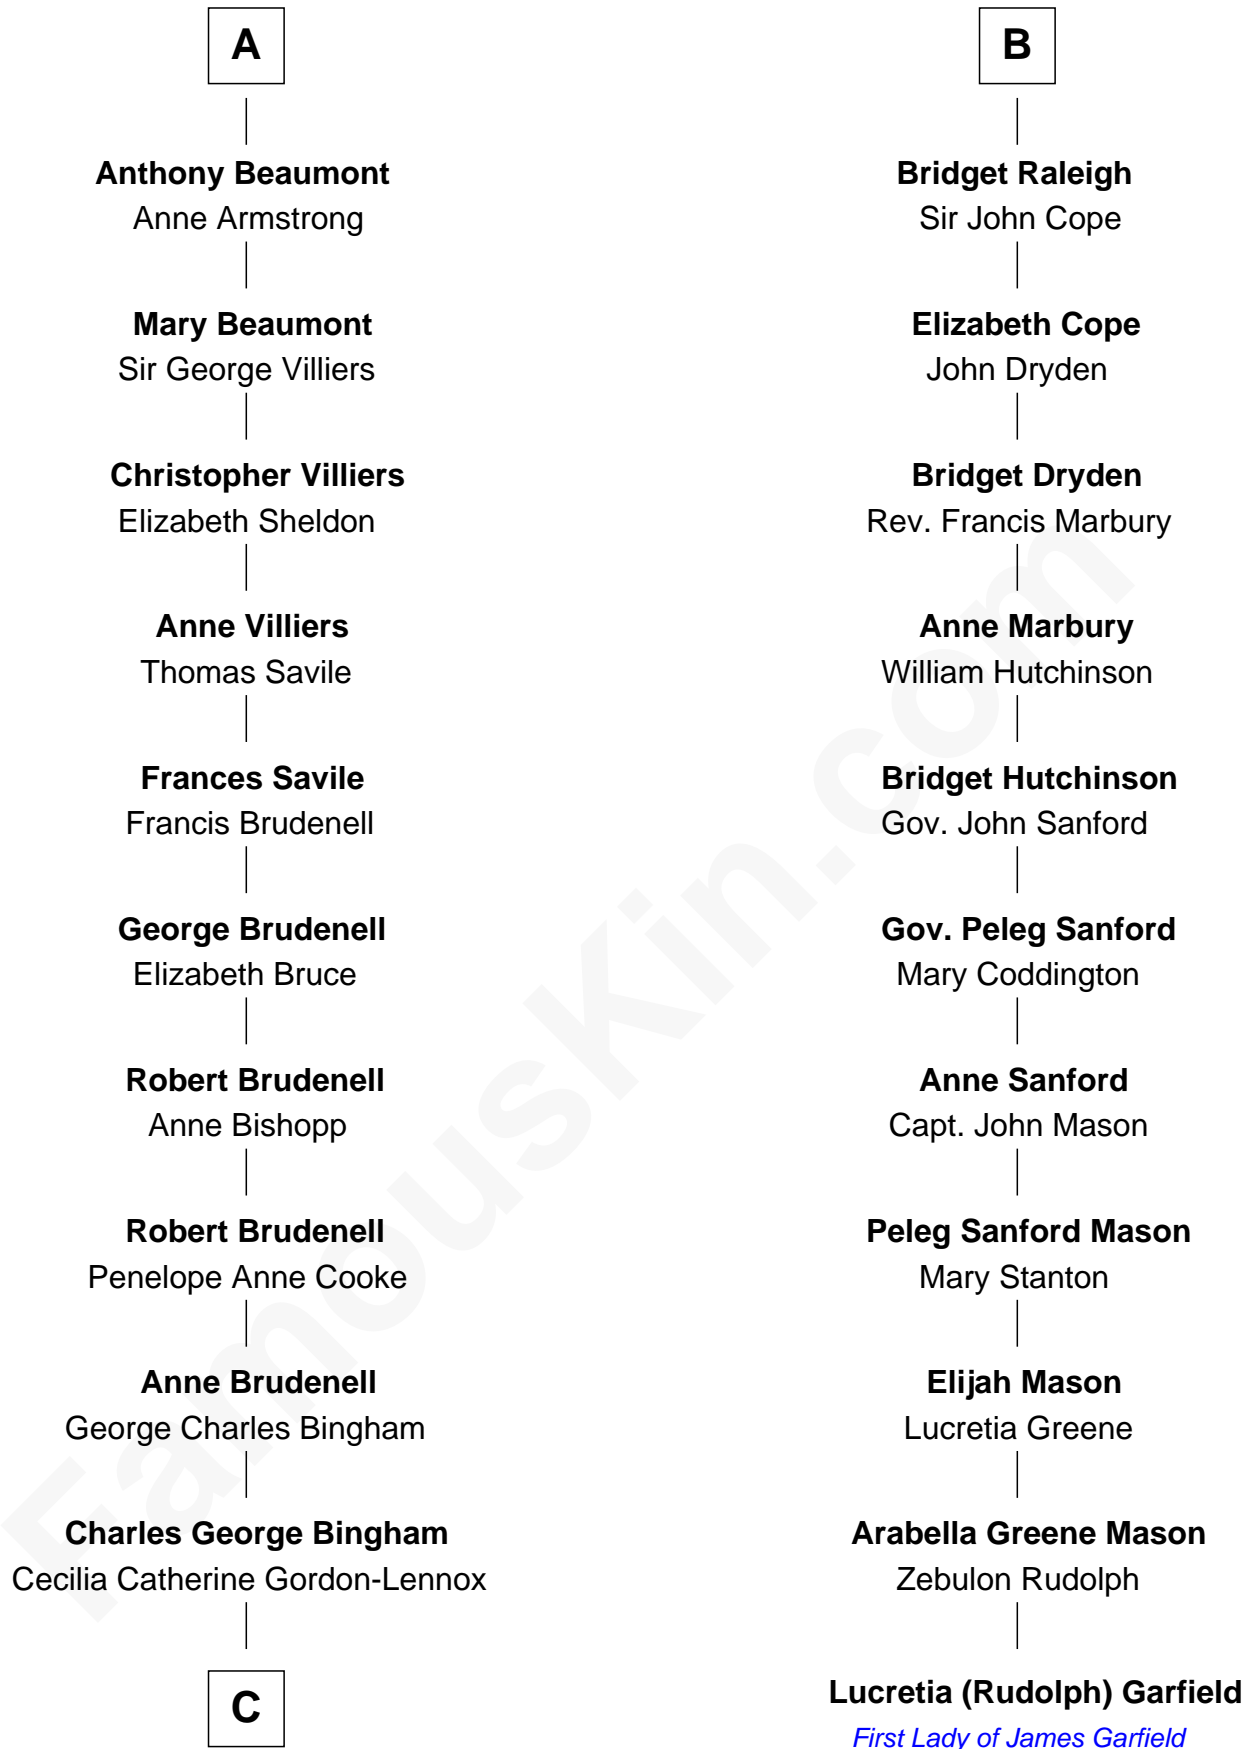 A
Anthony Beaumont
Anne Armstrong
Mary Beaumont
Sir George Villiers
Christopher Villiers
Elizabeth Sheldon
Anne Villiers
Thomas Savile
Frances Savile
Francis Brudenell
George Brudenell
Elizabeth Bruce
Robert Brudenell
Anne Bishopp
Robert Brudenell
Penelope Anne Cooke
Anne Brudenell
George Charles Bingham
Charles George Bingham
Cecilia Catherine Gordon-Lennox
C
B
Bridget Raleigh
Sir John Cope
Elizabeth Cope
John Dryden
Bridget Dryden
Rev. Francis Marbury
Anne Marbury
William Hutchinson
Bridget Hutchinson
Gov. John Sanford
Gov. Peleg Sanford
Mary Coddington
Anne Sanford
Capt. John Mason
Peleg Sanford Mason
Mary Stanton
Elijah Mason
Lucretia Greene
Arabella Greene Mason
Zebulon Rudolph
Lucretia (Rudolph) Garfield
First Lady of James Garfield
FamousKin.com